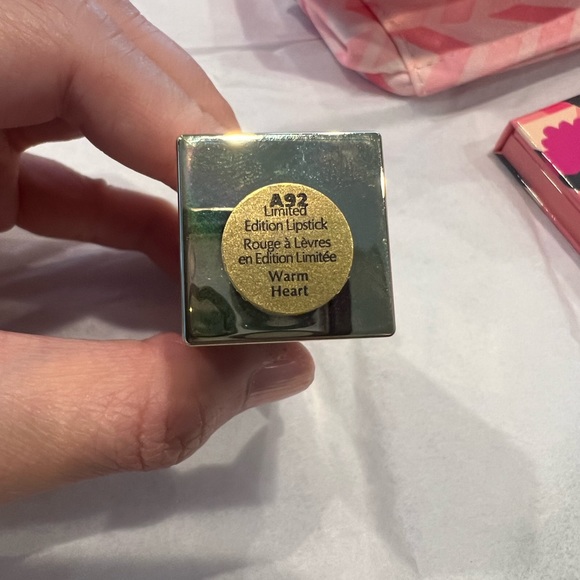 A92
Limited
Edition Lipstick
Rouge à Lèvres
en Edition Limitée
Warm
Heart